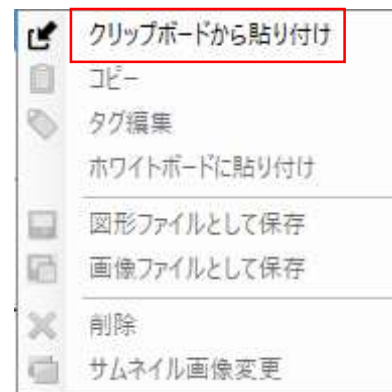 クリップボードから貼り付け
コピー
タグ編集
ホワイトボードに貼り付け
図形ファイルとして保存
画像ファイルとして保存
削除
サムネイル画像変更